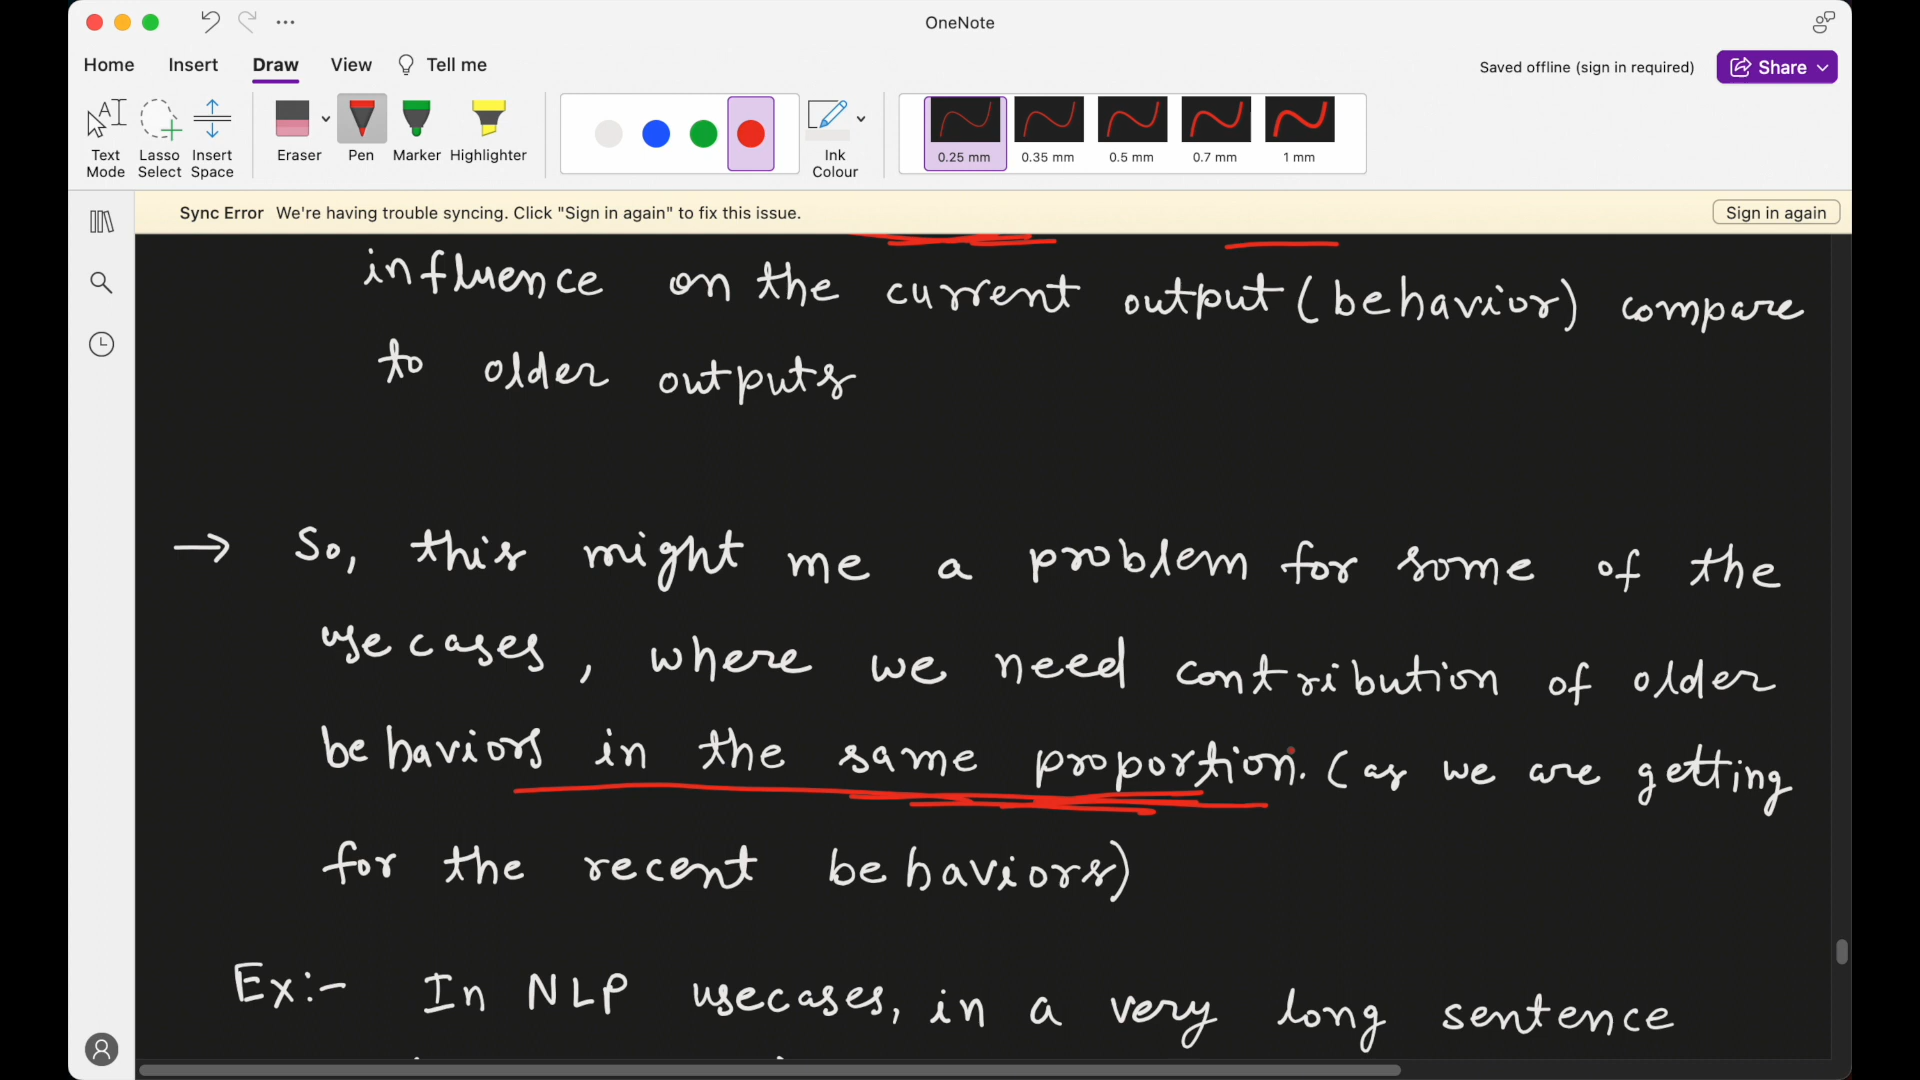 OneNote
Home Insert Draw View Tell me
Saved offline (sign in required) Share
Text Mode
Lasso Select
Insert Space
Eraser
Pen
Marker
Highlighter
Ink Colour
0.25 mm 0.35 mm 0.5 mm 0.7 mm 1 mm
Sync Error We're having trouble syncing. Click "Sign in again" to fix this issue. Sign in again
influence on the current output (behavior) compare
to older outputs
→ So, this might me a problem for some of the
usecases, where we need contribution of older
behaviors in the same proportion. (as we are getting
for the recent behaviors)
Ex:- In NLP usecases, in a very long sentence